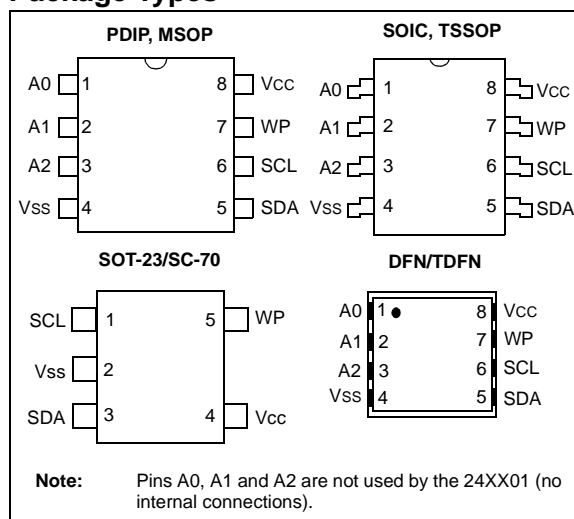 PDIP, MSOP
A0 1 8 VCC
A1 2 7 WP
A2 3 6 SCL
VSS 4 5 SDA
SOIC, TSSOP
A0 1 8 VCC
A1 2 7 WP
A2 3 6 SCL
VSS 4 5 SDA
SOT-23/SC-70
SCL 1 5 WP
Vss 2
SDA 3 4 Vcc
DFN/TDFN
A0 1 8 VCC
A1 2 7 WP
A2 3 6 SCL
VSS 4 5 SDA
Note: Pins A0, A1 and A2 are not used by the 24XX01 (no
internal connections).